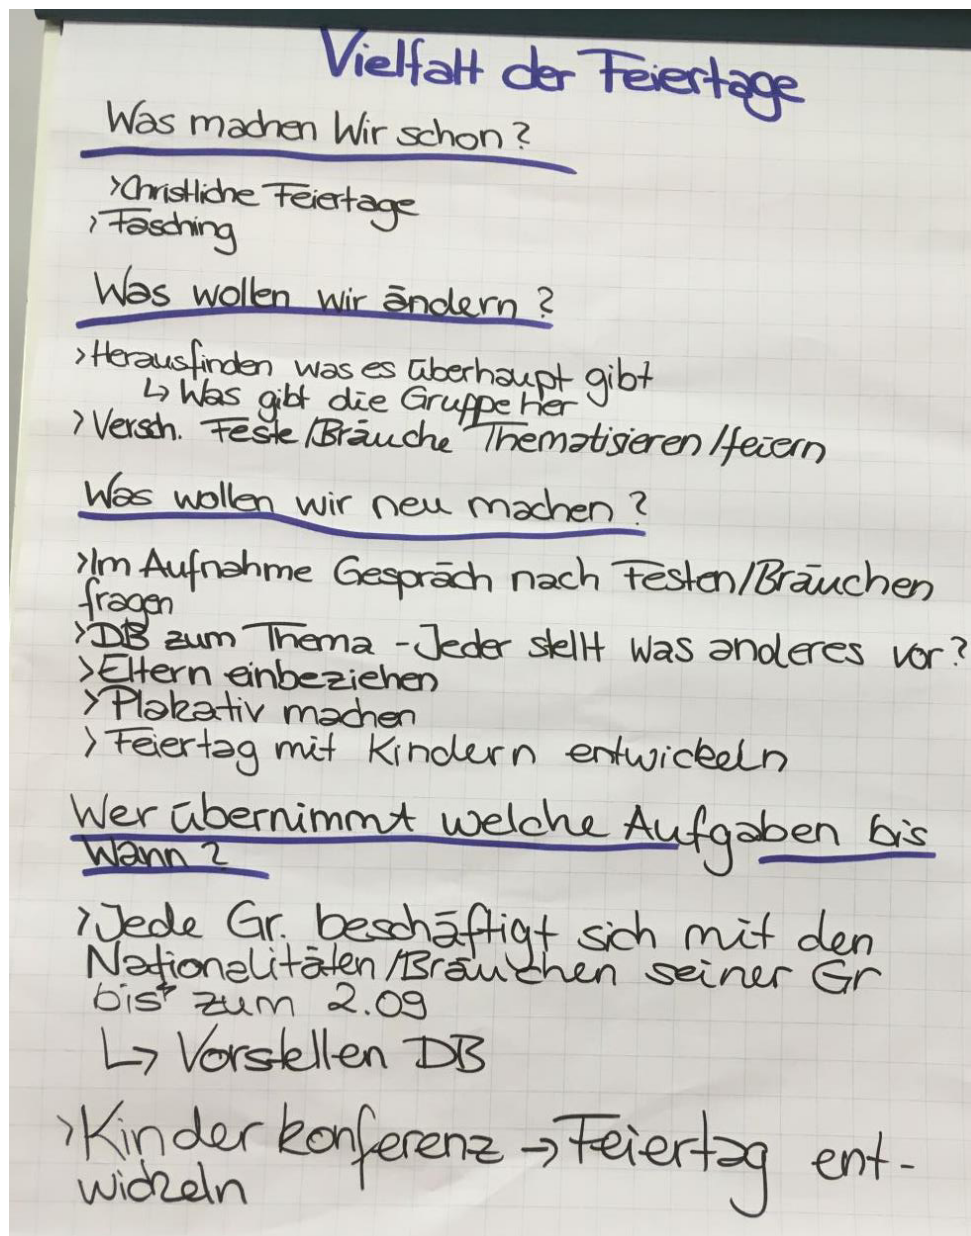 Vielfalt der Feiertage
Was machen Wir schon?
>Christliche Feiertage
> Fasching
Was wollen wir ändern?
>Herausfinden was es überhaupt gibt
↳ Was gibt die Gruppe her
> Versch. Feste/Bräuche Thematisieren/feiern
Was wollen wir neu machen?
>Im Aufnahme Gespräch nach Festen/Bräuchen
fragen
>DB zum Thema - Jeder stellt was anderes vor?
>Eltern einbeziehen
>Plakativ machen
> Feiertag mit Kindern entwickeln
Wer übernimmt welche Aufgaben bis
Wann?
>Jede Gr. beschäftigt sich mit den
Nationalitäten/Bräuchen seiner Gr
bis zum 2.09
↳ Vorstellen DB
>Kinderkonferenz → Feiertag ent-
wickeln